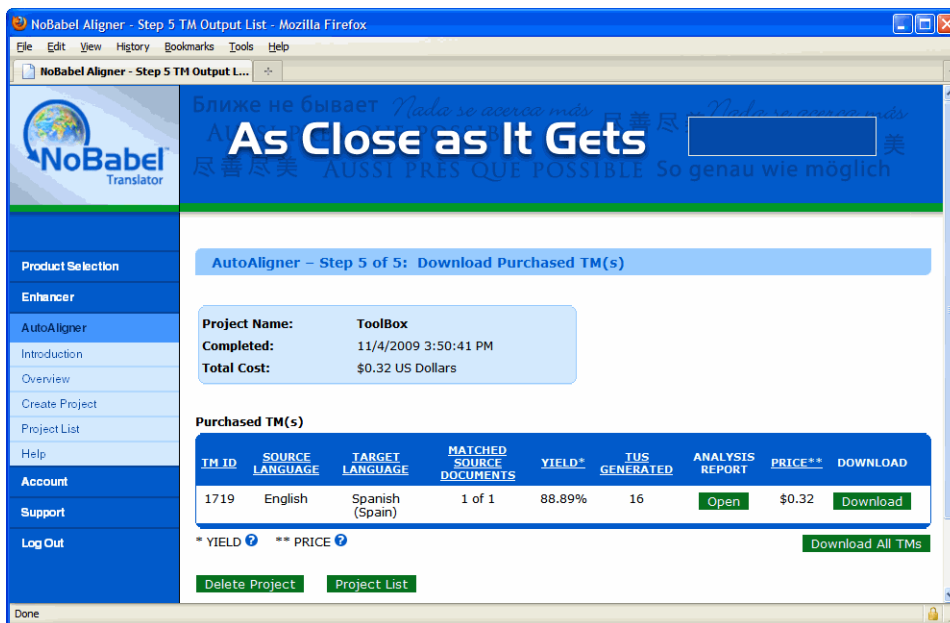 NoBabel Aligner - Step 5 TM Output List - Mozilla Firefox
File Edit View History Bookmarks Tools Help
NoBabel Aligner - Step 5 TM Output L...
Ближе не бывает Nada se acerca más
As Close as It Gets
尽善尽美 AUSSI PRÈS QUE POSSIBLE So genau wie möglich
NoBabel
Translator
Product Selection
Enhancer
AutoAligner
Introduction
Overview
Create Project
Project List
Help
Account
Support
Log Out
AutoAligner – Step 5 of 5: Download Purchased TM(s)
Project Name: ToolBox
Completed: 11/4/2009 3:50:41 PM
Total Cost: $0.32 US Dollars
Purchased TM(s)
TM ID SOURCE LANGUAGE TARGET LANGUAGE MATCHED SOURCE DOCUMENTS YIELD* TUS GENERATED ANALYSIS REPORT PRICE** DOWNLOAD
1719 English Spanish (Spain) 1 of 1 88.89% 16 Open $0.32 Download
* YIELD ? ** PRICE ? Download All TMs
Delete Project Project List
Done